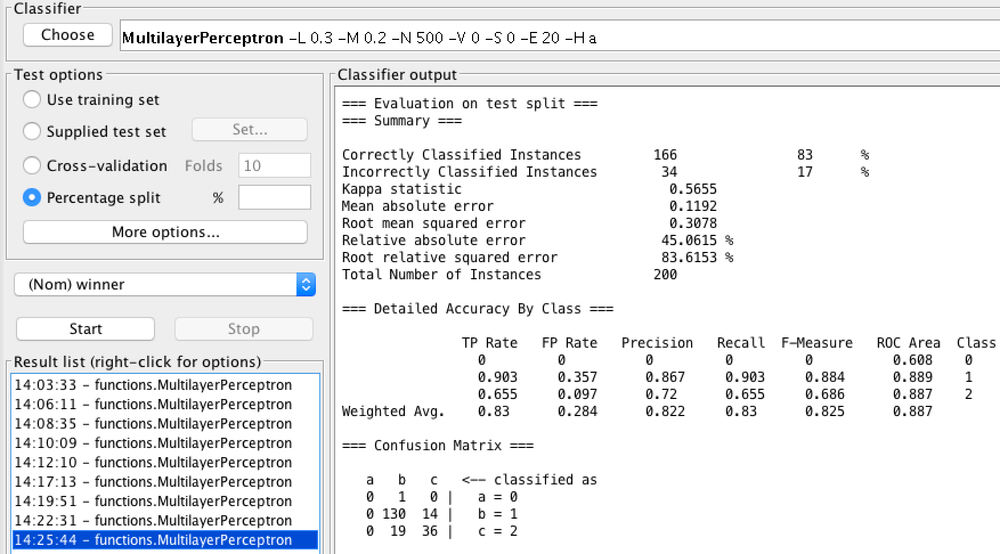 Classifier
Choose
MultilayerPerceptron -L 0.3 -M 0.2 -N 500 -V 0 -S 0 -E 20 -H a
Test options
Use training set
Supplied test set Set...
Cross-validation Folds 10
Percentage split %
More options...
(Nom) winner
Start Stop
Result list (right-click for options)
14:03:33 - functions.MultilayerPerceptron
14:06:11 - functions.MultilayerPerceptron
14:08:35 - functions.MultilayerPerceptron
14:10:09 - functions.MultilayerPerceptron
14:12:10 - functions.MultilayerPerceptron
14:17:13 - functions.MultilayerPerceptron
14:19:51 - functions.MultilayerPerceptron
14:22:31 - functions.MultilayerPerceptron
14:25:44 - functions.MultilayerPerceptron
Classifier output
=== Evaluation on test split ===
=== Summary ===
Correctly Classified Instances 166 83 %
Incorrectly Classified Instances 34 17 %
Kappa statistic 0.5655
Mean absolute error 0.1192
Root mean squared error 0.3078
Relative absolute error 45.0615 %
Root relative squared error 83.6153 %
Total Number of Instances 200
=== Detailed Accuracy By Class ===
TP Rate FP Rate Precision Recall F-Measure ROC Area Class
0 0 0 0 0 0.608 0
0.903 0.357 0.867 0.903 0.884 0.889 1
0.655 0.097 0.72 0.655 0.686 0.887 2
Weighted Avg. 0.83 0.284 0.822 0.83 0.825 0.887
=== Confusion Matrix ===
a b c <-- classified as
0 1 0 | a = 0
0 130 14 | b = 1
0 19 36 | c = 2